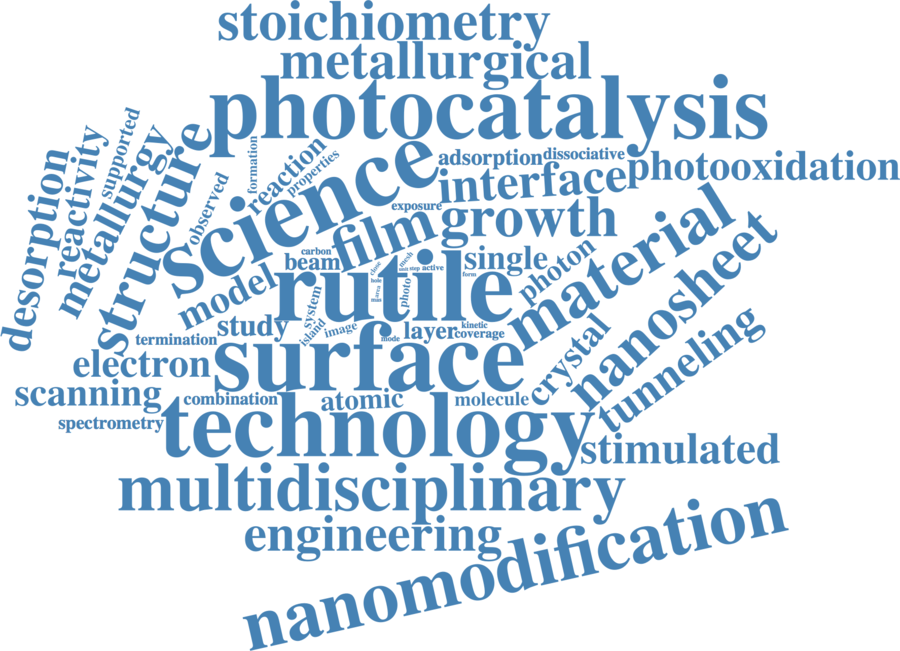 stoichiometry
metallurgical
photocatalysis
supported
formation
reaction
properties
science
adsorption
dissociative
photooxidation
desorption
reactivity
metallurgy
structure
observed
interface
exposure
film
growth
material
nanosheet
carbon
beam
model
rutile
close
hole
mesh
step
active
photo
single
form
photon
system
island
image
study
termination
mode
layer
kinetic
coverage
electron
surface
crystal
tunneling
scanning
combination
atomic
molecule
spectrometry
technology
stimulated
multidisciplinary
engineering
nanomodification